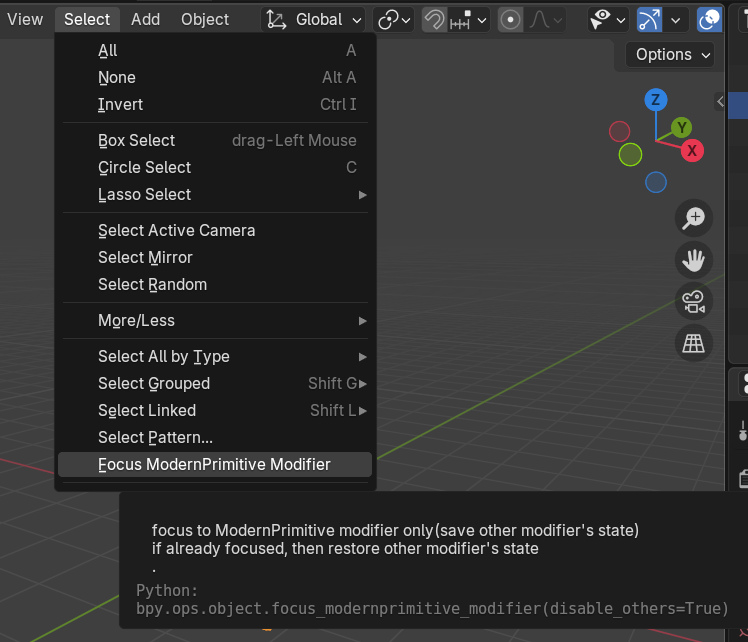 View Select Add Object Global
Options
All A
None Alt A
Invert Ctrl I
Box Select drag-Left Mouse
Circle Select C
Lasso Select
Select Active Camera
Select Mirror
Select Random
More/Less
Select All by Type
Select Grouped Shift G
Select Linked Shift L
Select Pattern...
Focus ModernPrimitive Modifier
Z
Y
X
focus to ModernPrimitive modifier only(save other modifier's state)
if already focused, then restore other modifier's state
.
Python:
bpy.ops.object.focus_modernprimitive_modifier(disable_others=True)